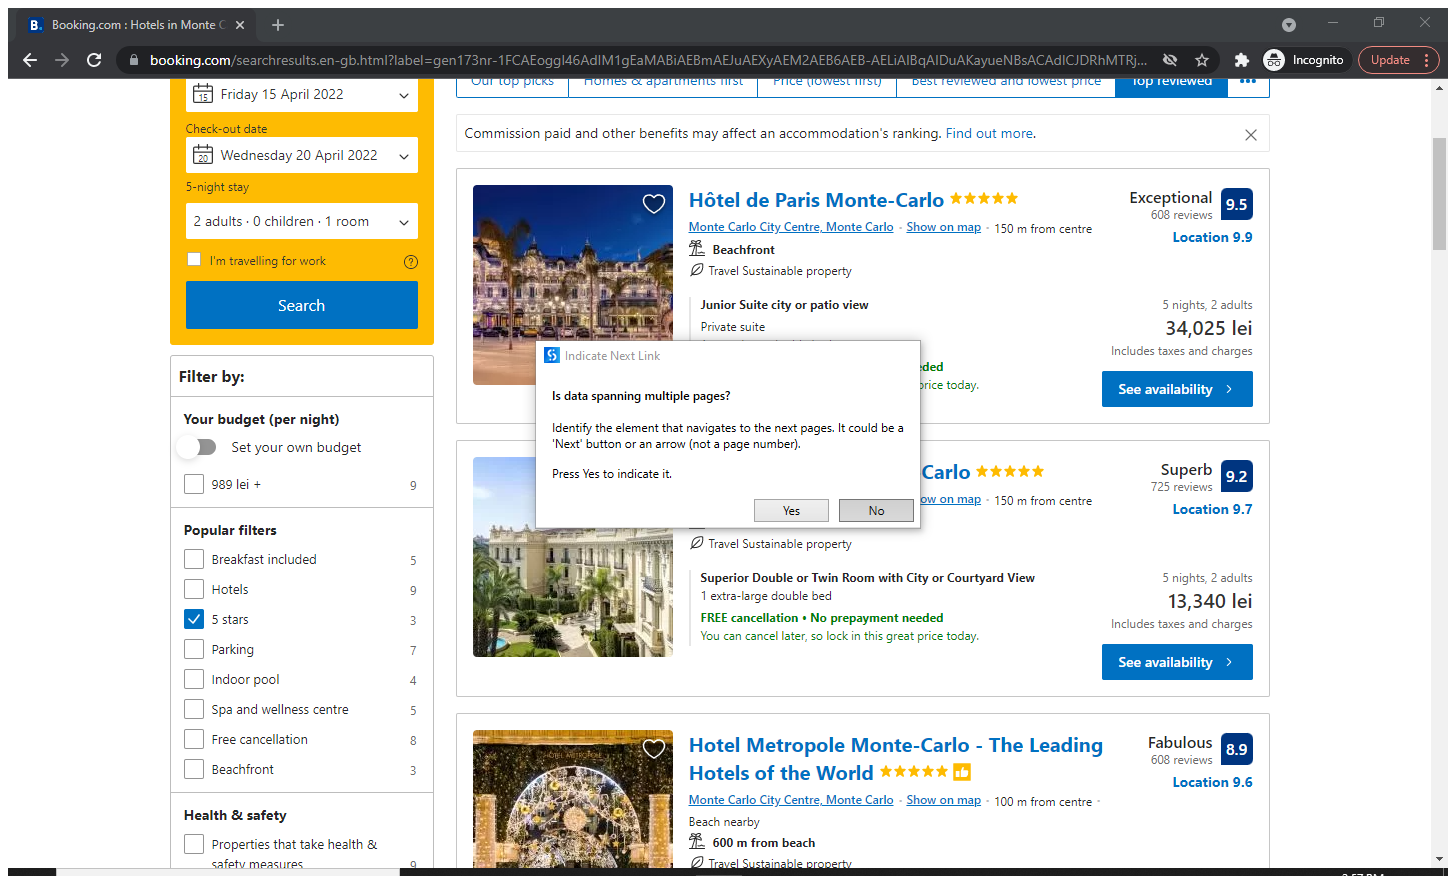 Booking.com : Hotels in Monte C
booking.com/searchresults.en-gb.html?label=gen173nr-1FCAEoggI46AdIM1gEaMABiAEBmAEJuAEXyAEM2AEB6AEB-AELiAIBqAIDuAKayueNBsACAdICJDRhMTRj...
Incognito
Update
Friday 15 April 2022
Check-out date
Wednesday 20 April 2022
5-night stay
2 adults · 0 children · 1 room
I'm travelling for work
Search
Filter by:
Your budget (per night)
Set your own budget
989 lei + 9
Popular filters
Breakfast included 5
Hotels 9
5 stars 3
Parking 7
Indoor pool 4
Spa and wellness centre 5
Free cancellation 8
Beachfront 3
Health & safety
Properties that take health &
safety measures 9
Our top picks
Homes & apartments first
Price (lowest first)
Best reviewed and lowest price
Top reviewed
Commission paid and other benefits may affect an accommodation's ranking. Find out more.
Hôtel de Paris Monte-Carlo
Monte Carlo City Centre, Monte Carlo · Show on map · 150 m from centre
Beachfront
Travel Sustainable property
Exceptional 9.5
608 reviews
Location 9.9
Junior Suite city or patio view
Private suite
5 nights, 2 adults
34,025 lei
Includes taxes and charges
See availability
price today.
Indicate Next Link
Is data spanning multiple pages?
Identify the element that navigates to the next pages. It could be a
'Next' button or an arrow (not a page number).
Press Yes to indicate it.
Yes
No
Carlo
ow on map · 150 m from centre
Travel Sustainable property
Superb 9.2
725 reviews
Location 9.7
Superior Double or Twin Room with City or Courtyard View
1 extra-large double bed
FREE cancellation • No prepayment needed
You can cancel later, so lock in this great price today.
5 nights, 2 adults
13,340 lei
Includes taxes and charges
See availability
Hotel Metropole Monte-Carlo - The Leading
Hotels of the World
Monte Carlo City Centre, Monte Carlo · Show on map · 100 m from centre ·
Beach nearby
600 m from beach
Travel Sustainable property
Fabulous 8.9
608 reviews
Location 9.6